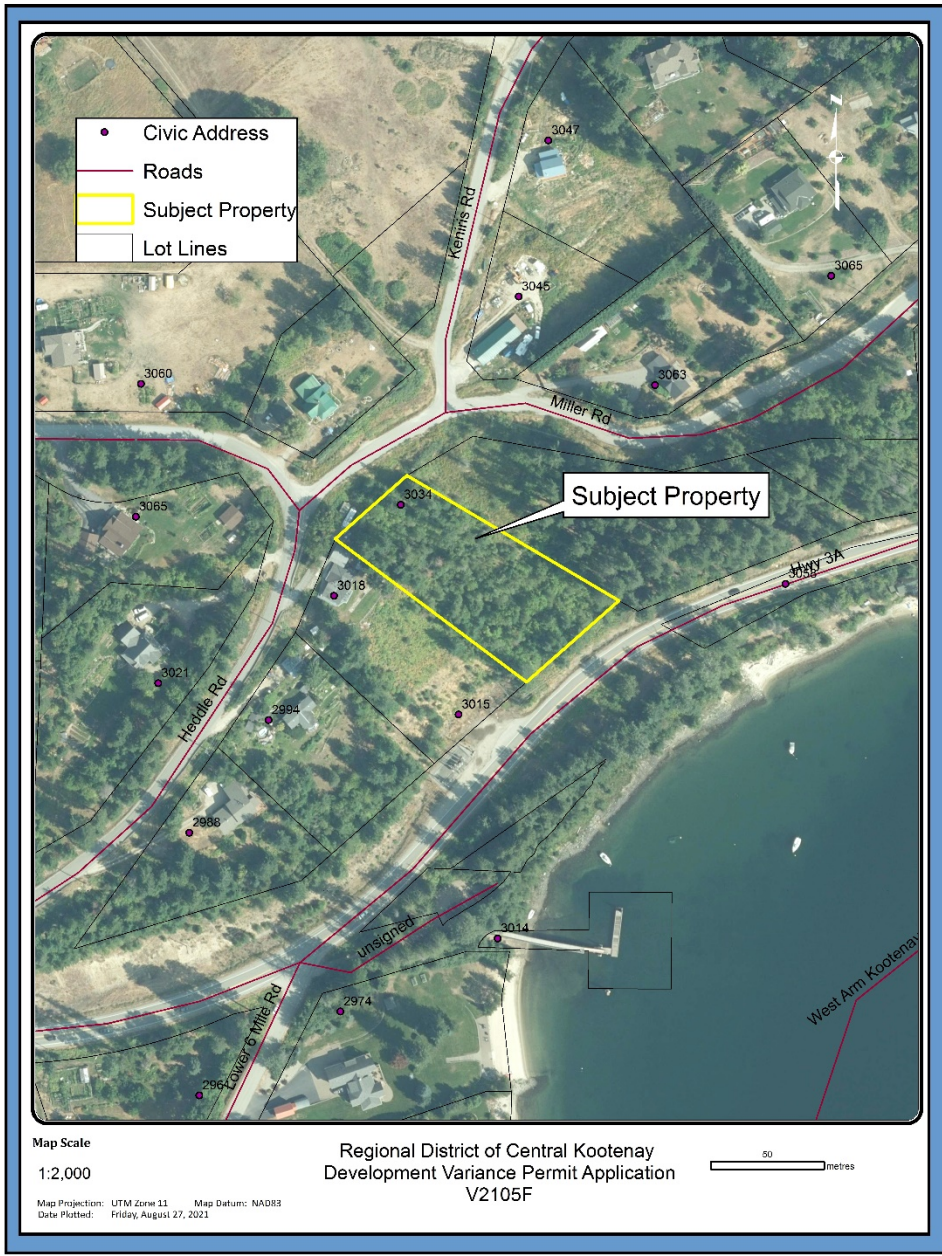 Civic Address
Roads
Subject Property
Lot Lines
N
3047
Keniris Rd
3045
3065
3060
3063
Miller Rd
3034
Subject Property
3065
Hwy 3A
3018
3021
3015
2994
Heddle Rd
2988
unsigned
3014
2974
West Arm Kootenay
Lower 6 Mile Rd
Map Scale
1:2,000
Map Projection: UTM Zone 11 Map Datum: NAD83
Date Plotted: Friday, August 27, 2021
Regional District of Central Kootenay
Development Variance Permit Application
V2105F
50
metres